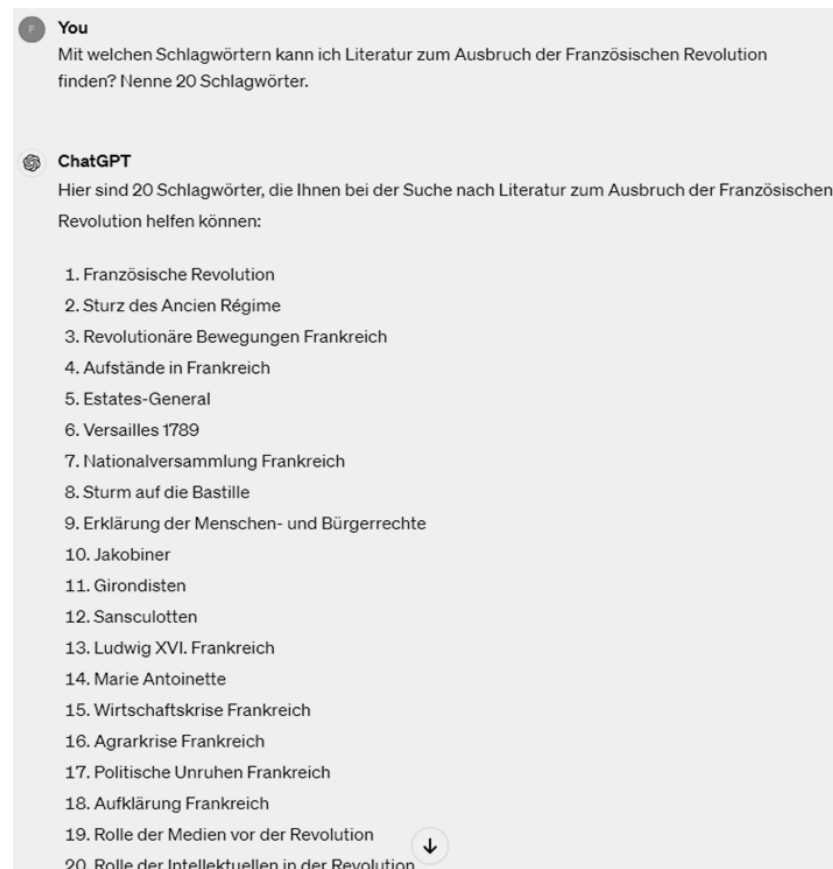 F
You
Mit welchen Schlagwörtern kann ich Literatur zum Ausbruch der Französischen Revolution
finden? Nenne 20 Schlagwörter.
ChatGPT
Hier sind 20 Schlagwörter, die Ihnen bei der Suche nach Literatur zum Ausbruch der Französischen
Revolution helfen können:
1. Französische Revolution
2. Sturz des Ancien Régime
3. Revolutionäre Bewegungen Frankreich
4. Aufstände in Frankreich
5. Estates-General
6. Versailles 1789
7. Nationalversammlung Frankreich
8. Sturm auf die Bastille
9. Erklärung der Menschen- und Bürgerrechte
10. Jakobiner
11. Girondisten
12. Sansculotten
13. Ludwig XVI. Frankreich
14. Marie Antoinette
15. Wirtschaftskrise Frankreich
16. Agrarkrise Frankreich
17. Politische Unruhen Frankreich
18. Aufklärung Frankreich
19. Rolle der Medien vor der Revolution
20. Rolle der Intellektuellen in der Revolution